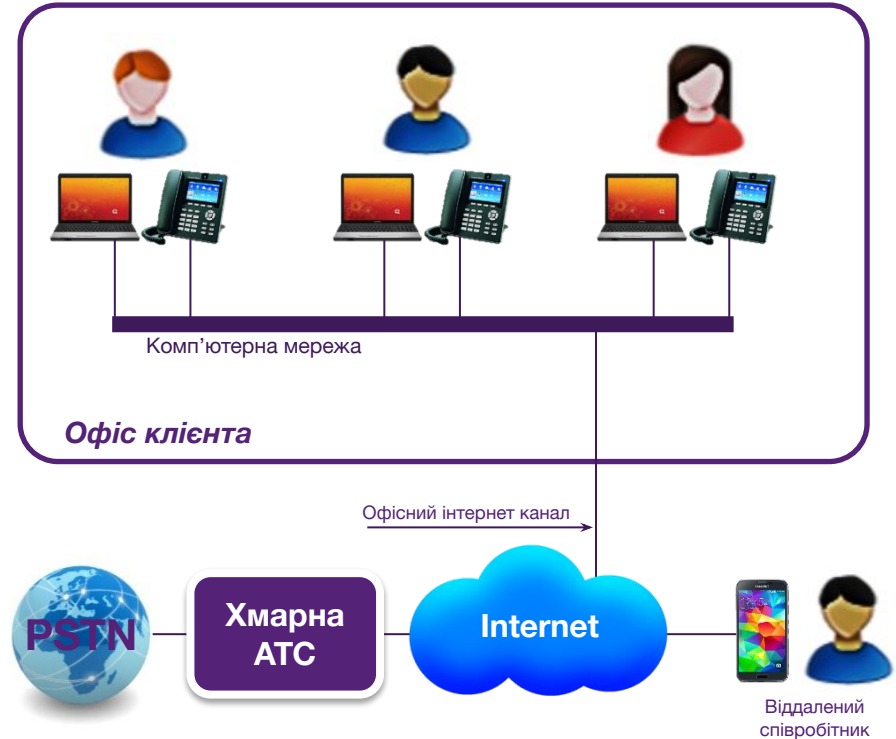 Комп’ютерна мережа
Офіс клієнта
Офісний інтернет канал
PSTN
Хмарна
АТС
Internet
Віддалений
співробітник